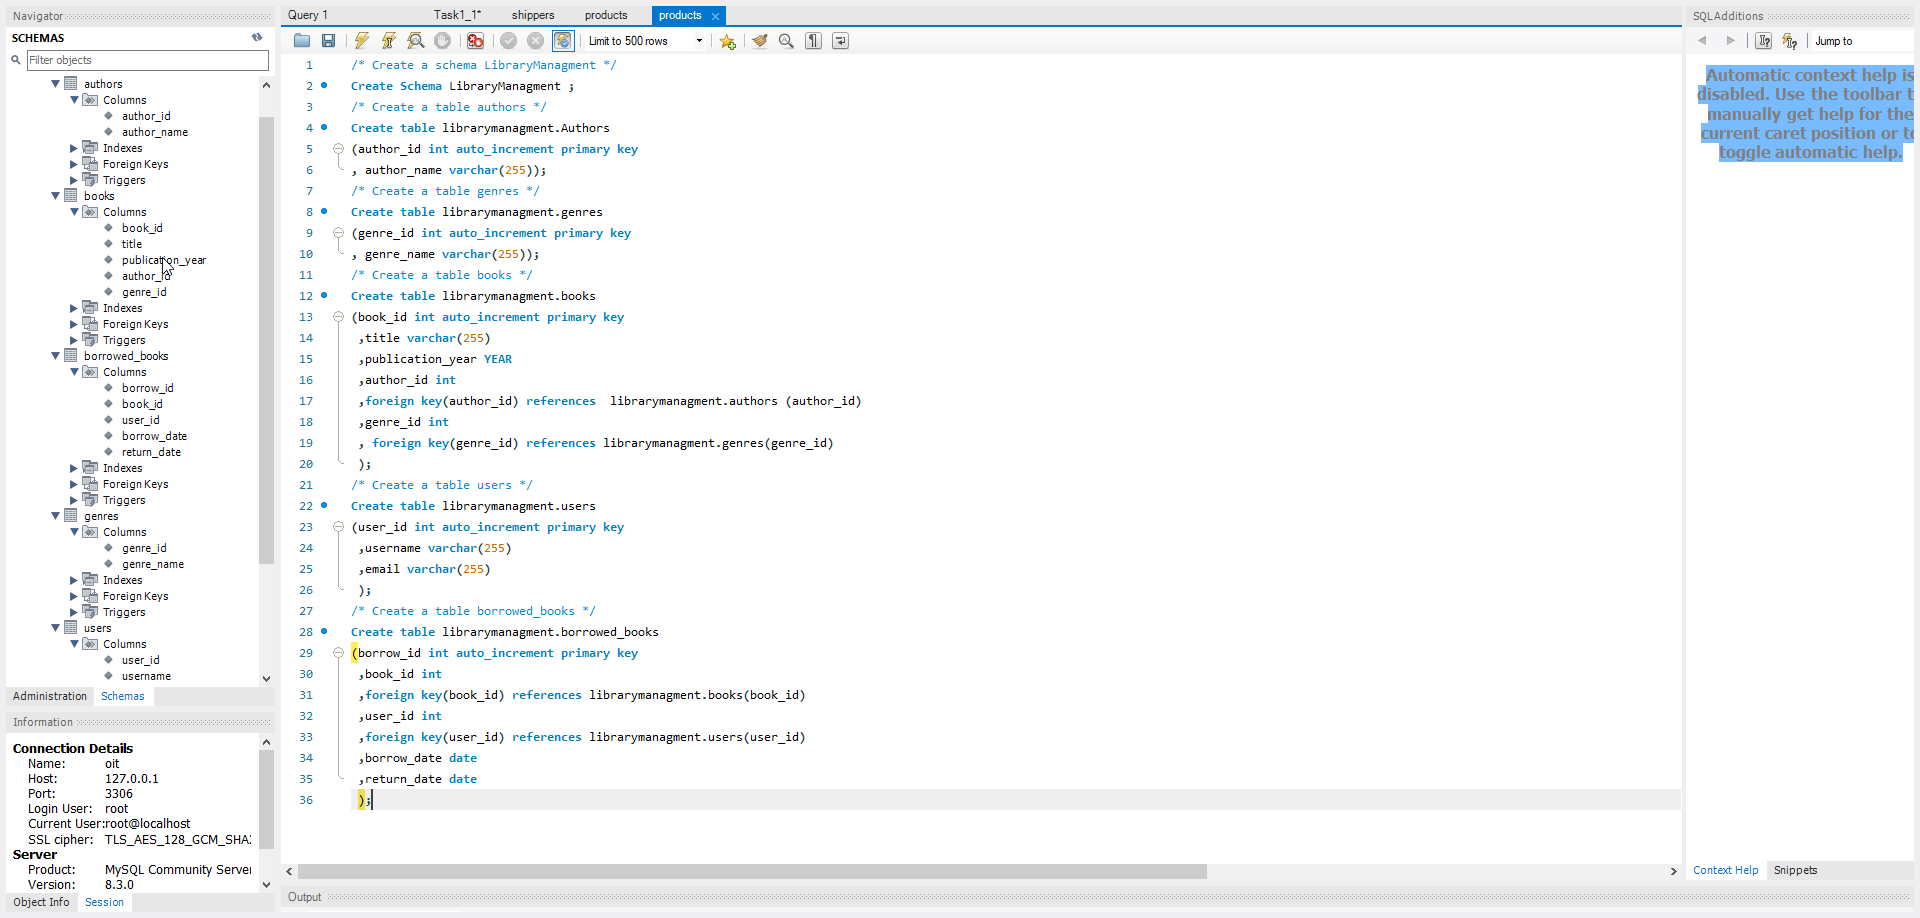 Navigator
SCHEMAS
Filter objects
authors
Columns
author_id
author_name
Indexes
Foreign Keys
Triggers
books
Columns
book_id
title
publication_year
author_id
genre_id
Indexes
Foreign Keys
Triggers
borrowed_books
Columns
borrow_id
book_id
user_id
borrow_date
return_date
Indexes
Foreign Keys
Triggers
genres
Columns
genre_id
genre_name
Indexes
Foreign Keys
Triggers
users
Columns
user_id
username
Administration Schemas
Information
Connection Details
Name: oit
Host: 127.0.0.1
Port: 3306
Login User: root
Current User:root@localhost
SSL cipher: TLS_AES_128_GCM_SHA
Server
Product: MySQL Community Server
Version: 8.3.0
Object Info Session
Query 1 Task1_1* shippers products products
Limit to 500 rows
1 /* Create a schema LibraryManagment */
2 Create Schema LibraryManagment ;
3 /* Create a table authors */
4 Create table librarymanagment.Authors
5 (author_id int auto_increment primary key
6 , author_name varchar(255));
7 /* Create a table genres */
8 Create table librarymanagment.genres
9 (genre_id int auto_increment primary key
10 , genre_name varchar(255));
11 /* Create a table books */
12 Create table librarymanagment.books
13 (book_id int auto_increment primary key
14 ,title varchar(255)
15 ,publication_year YEAR
16 ,author_id int
17 ,foreign key(author_id) references  librarymanagment.authors (author_id)
18 ,genre_id int
19 , foreign key(genre_id) references librarymanagment.genres(genre_id)
20 );
21 /* Create a table users */
22 Create table librarymanagment.users
23 (user_id int auto_increment primary key
24 ,username varchar(255)
25 ,email varchar(255)
26 );
27 /* Create a table borrowed_books */
28 Create table librarymanagment.borrowed_books
29 (borrow_id int auto_increment primary key
30 ,book_id int
31 ,foreign key(book_id) references librarymanagment.books(book_id)
32 ,user_id int
33 ,foreign key(user_id) references librarymanagment.users(user_id)
34 ,borrow_date date
35 ,return_date date
36 );
Output
SQLAdditions
Jump to
Automatic context help is
disabled. Use the toolbar t
manually get help for the
current caret position or to
toggle automatic help.
Context Help Snippets